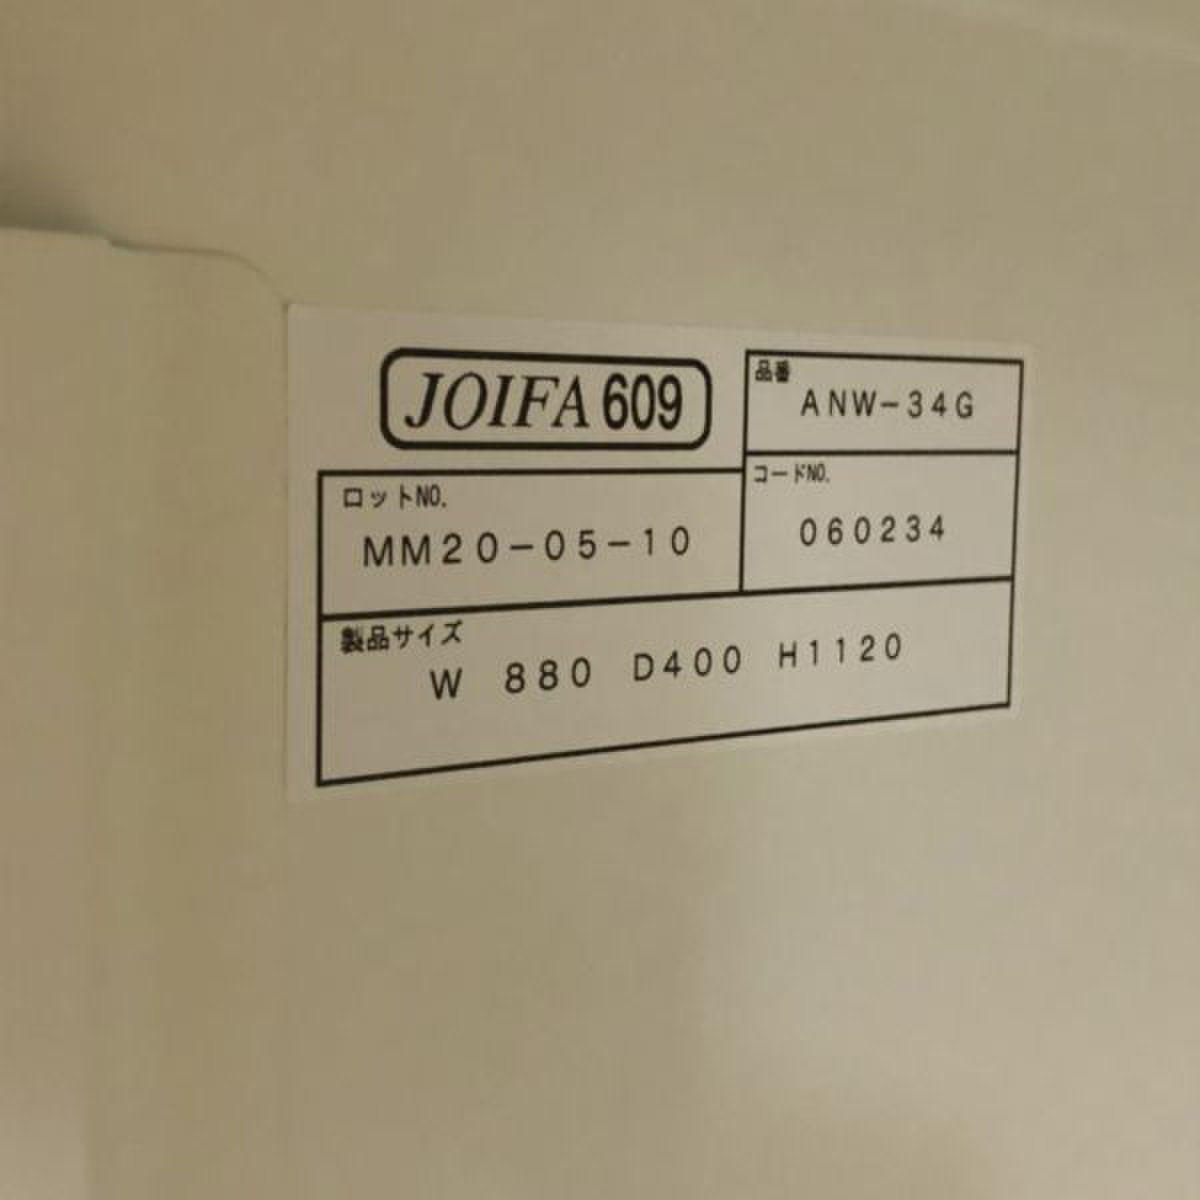 JOIFA 609
品番
ANW-34G
ロットNO.
MM20-05-10
コードNO.
060234
製品サイズ
W 880 D400 H1120